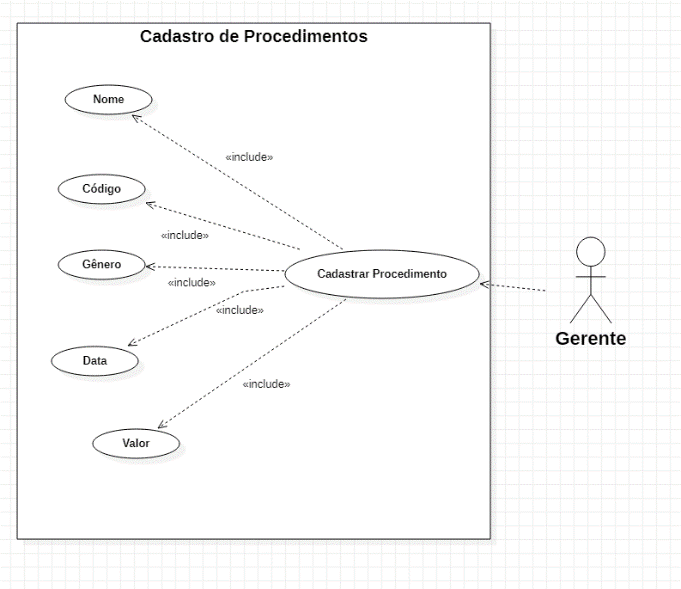 Cadastro de Procedimentos
Nome
«include»
Código
«include»
Gênero
«include»
Cadastrar Procedimento
«include»
Gerente
Data
«include»
Valor